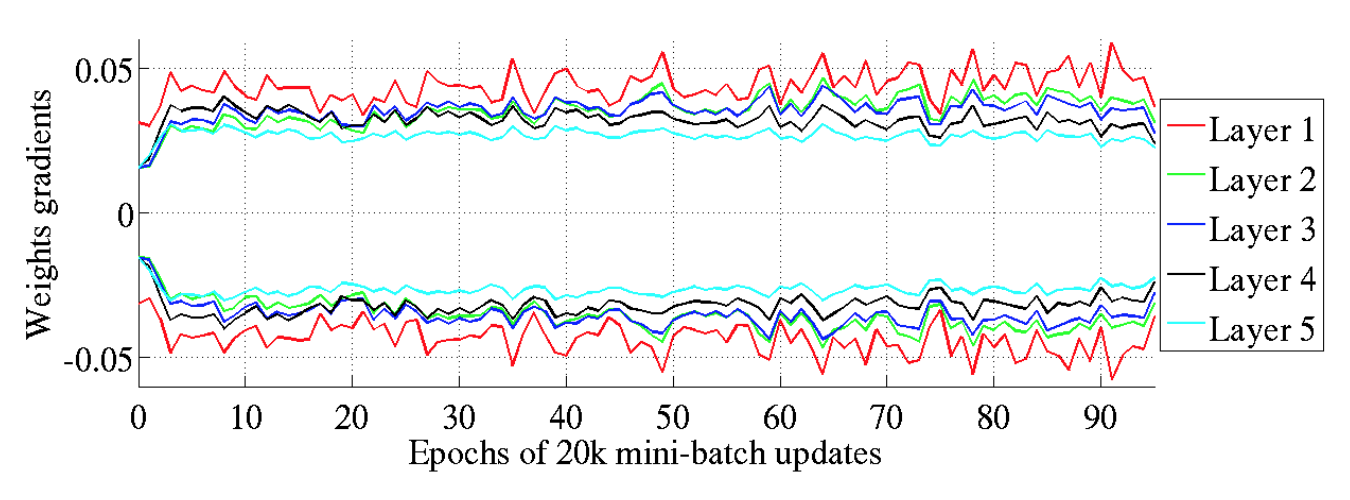 Weights gradients
0.05
0
-0.05
0 10 20 30 40 50 60 70 80 90
Epochs of 20k mini-batch updates
Layer 1
Layer 2
Layer 3
Layer 4
Layer 5